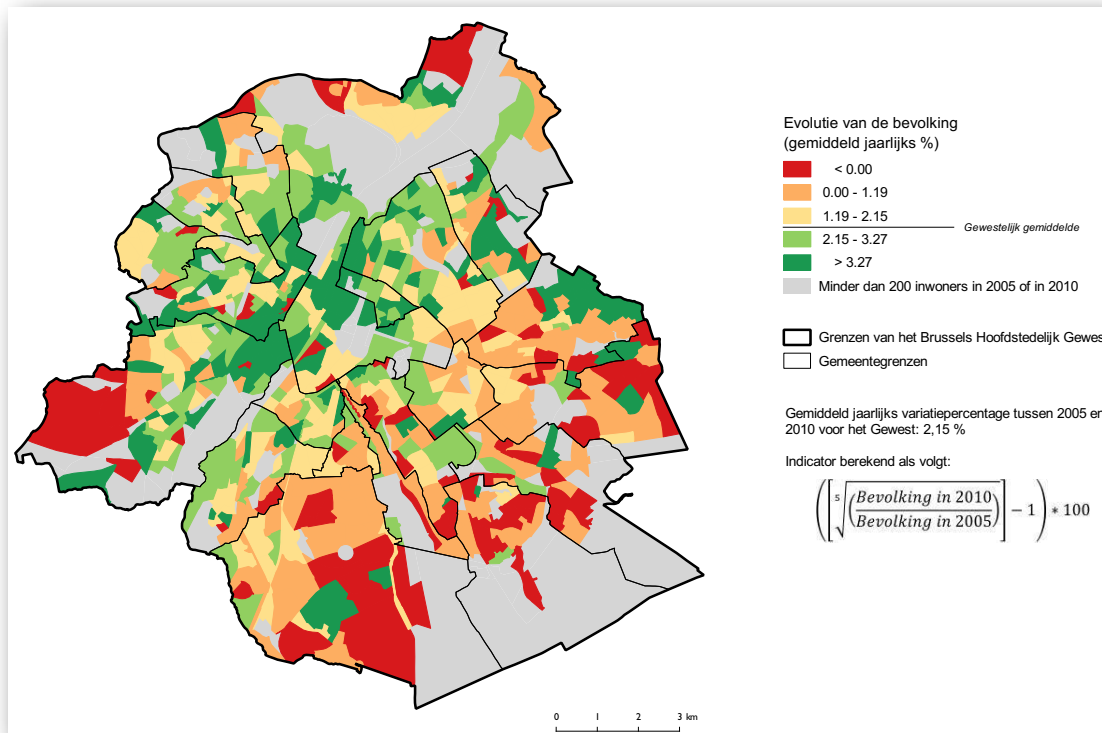 Evolutie van de bevolking
(gemiddeld jaarlijks %)
< 0.00
0.00 - 1.19
1.19 - 2.15
Gewestelijk gemiddelde
2.15 - 3.27
> 3.27
Minder dan 200 inwoners in 2005 of in 2010
Grenzen van het Brussels Hoofdstedelijk Gewes
Gemeentegrenzen
Gemiddeld jaarlijks variatiepercentage tussen 2005 en
2010 voor het Gewest: 2,15 %
Indicator berekend als volgt:
([⁵√(Bevolking in 2010 / Bevolking in 2005)] − 1) * 100
0 1 2 3 km